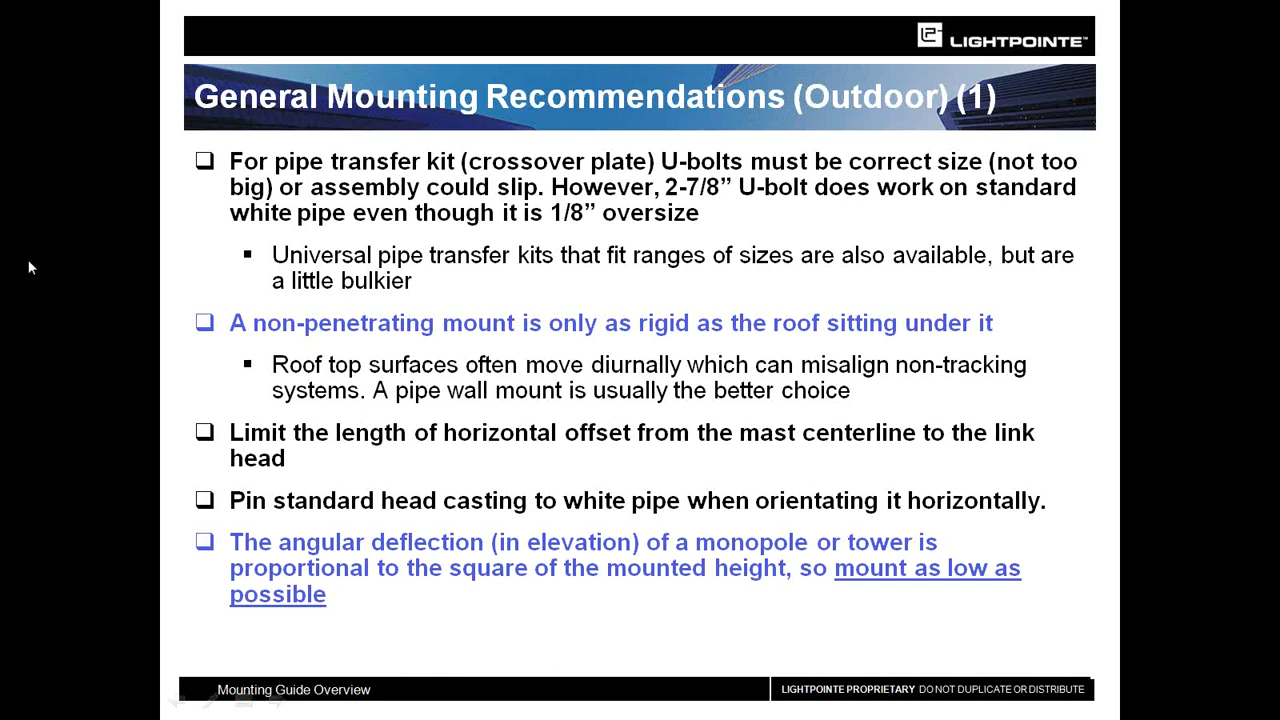 LIGHTPOINTE™
General Mounting Recommendations (Outdoor) (1)
For pipe transfer kit (crossover plate) U-bolts must be correct size (not too
big) or assembly could slip. However, 2-7/8” U-bolt does work on standard
white pipe even though it is 1/8” oversize
Universal pipe transfer kits that fit ranges of sizes are also available, but are
a little bulkier
A non-penetrating mount is only as rigid as the roof sitting under it
Roof top surfaces often move diurnally which can misalign non-tracking
systems. A pipe wall mount is usually the better choice
Limit the length of horizontal offset from the mast centerline to the link
head
Pin standard head casting to white pipe when orientating it horizontally.
The angular deflection (in elevation) of a monopole or tower is
proportional to the square of the mounted height, so mount as low as
possible
Mounting Guide Overview
LIGHTPOINTE PROPRIETARY DO NOT DUPLICATE OR DISTRIBUTE